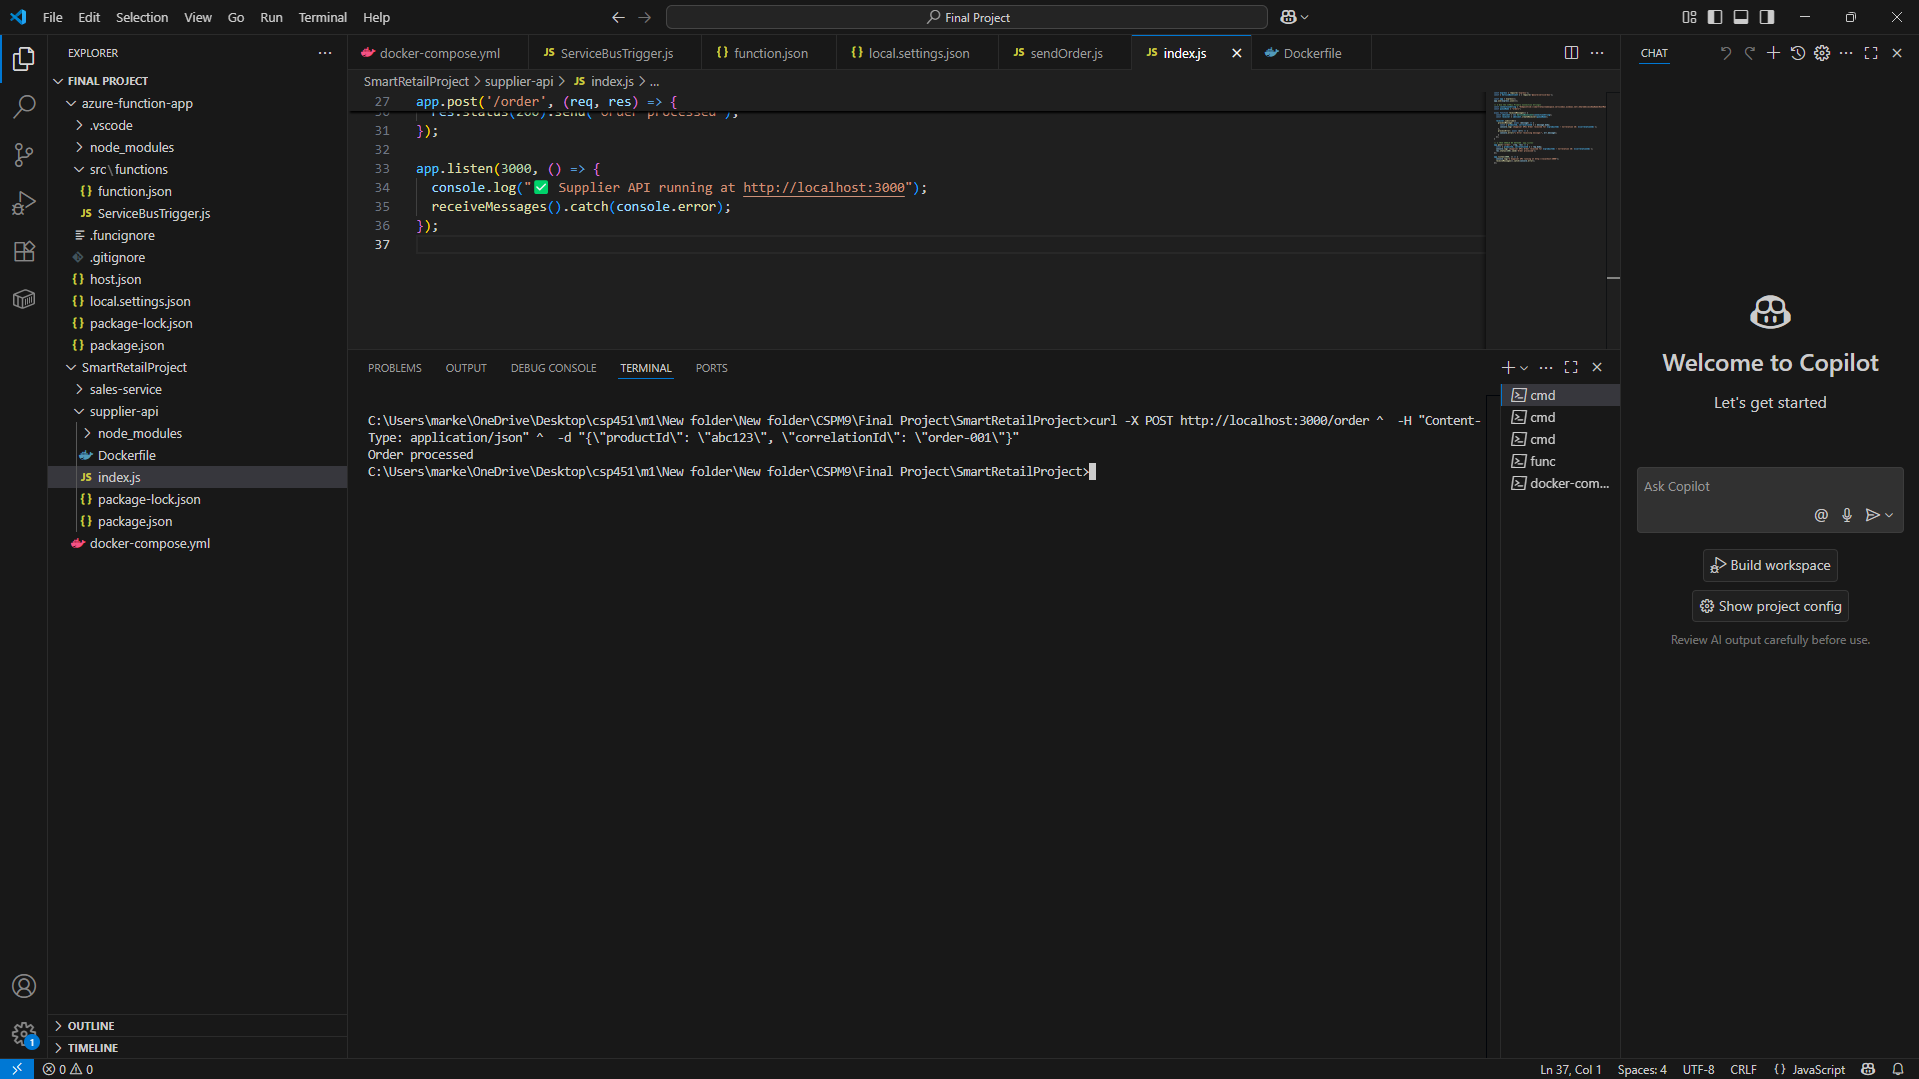 File Edit Selection View Go Run Terminal Help
Final Project
EXPLORER
FINAL PROJECT
azure-function-app
.vscode
node_modules
src\functions
function.json
ServiceBusTrigger.js
.funcignore
.gitignore
host.json
local.settings.json
package-lock.json
package.json
SmartRetailProject
sales-service
supplier-api
node_modules
Dockerfile
index.js
package-lock.json
package.json
docker-compose.yml
OUTLINE
TIMELINE
docker-compose.yml ServiceBusTrigger.js function.json local.settings.json sendOrder.js index.js Dockerfile
SmartRetailProject > supplier-api > JS index.js > ...
27 app.post('/order', (req, res) => {
30 res.status(200).send("Order processed");
31 });
32
33 app.listen(3000, () => {
34 console.log("✅ Supplier API running at http://localhost:3000");
35 receiveMessages().catch(console.error);
36 });
37
PROBLEMS OUTPUT DEBUG CONSOLE TERMINAL PORTS
C:\Users\marke\OneDrive\Desktop\csp451\m1\New folder\New folder\CSPM9\Final Project\SmartRetailProject>curl -X POST http://localhost:3000/order ^  -H "Content-
Type: application/json" ^  -d "{\"productId\": \"abc123\", \"correlationId\": \"order-001\"}"
Order processed
C:\Users\marke\OneDrive\Desktop\csp451\m1\New folder\New folder\CSPM9\Final Project\SmartRetailProject>
cmd
cmd
cmd
func
docker-com...
CHAT
Welcome to Copilot
Let's get started
Ask Copilot
Build workspace
Show project config
Review AI output carefully before use.
1
0 0
Ln 37, Col 1 Spaces: 4 UTF-8 CRLF {} JavaScript